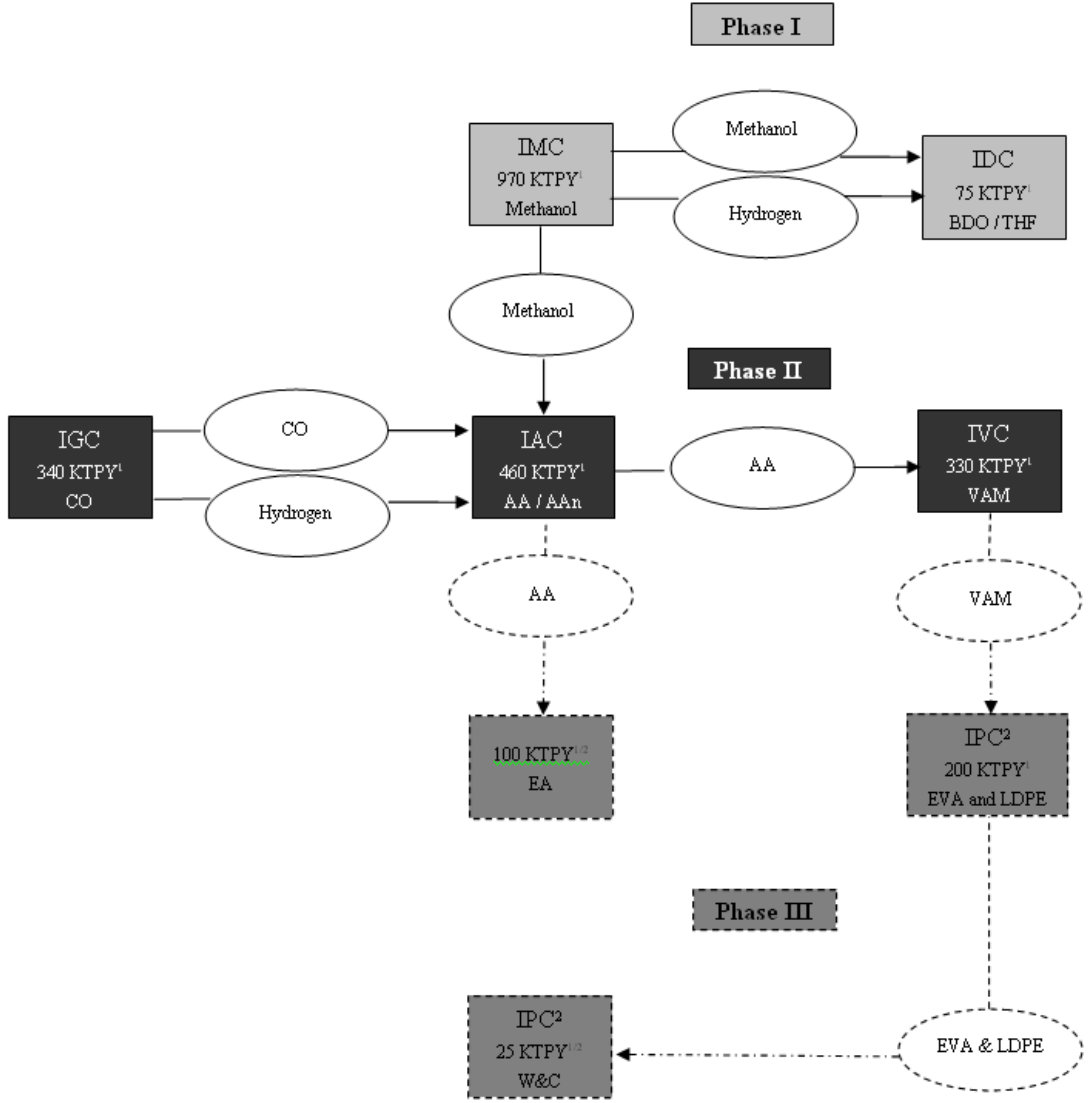 Phase I
Methanol
IMC
970 KTPY¹
Methanol
IDC
75 KTPY¹
BDO / THF
Hydrogen
Methanol
Phase II
IGC
340 KTPY¹
CO
CO
Hydrogen
IAC
460 KTPY¹
AA / AAn
AA
IVC
330 KTPY¹
VAM
AA
VAM
100 KTPY¹/²
EA
IPC²
200 KTPY¹
EVA and LDPE
Phase III
IPC²
25 KTPY¹/²
W&C
EVA & LDPE